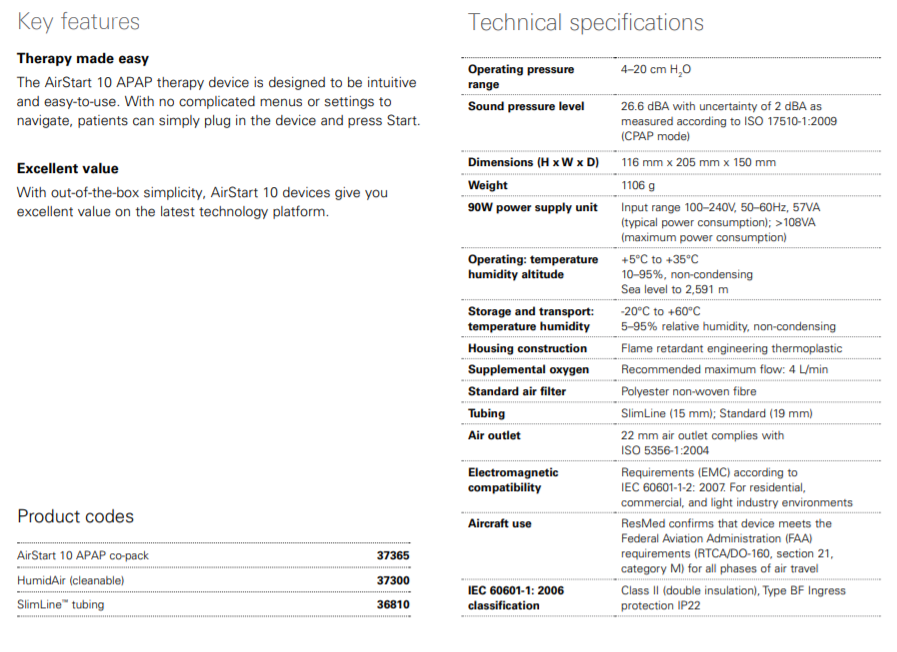 Key features
Therapy made easy
The AirStart 10 APAP therapy device is designed to be intuitive
and easy-to-use. With no complicated menus or settings to
navigate, patients can simply plug in the device and press Start.
Excellent value
With out-of-the-box simplicity, AirStart 10 devices give you
excellent value on the latest technology platform.
Product codes
AirStart 10 APAP co-pack 37365
HumidAir (cleanable) 37300
SlimLine™ tubing 36810
Technical specifications
Operating pressure 4–20 cm H₂O
range
Sound pressure level 26.6 dBA with uncertainty of 2 dBA as
measured according to ISO 17510-1:2009
(CPAP mode)
Dimensions (H x W x D) 116 mm x 205 mm x 150 mm
Weight 1106 g
90W power supply unit Input range 100–240V, 50–60Hz, 57VA
(typical power consumption); >108VA
(maximum power consumption)
Operating: temperature +5°C to +35°C
humidity altitude 10–95%, non-condensing
Sea level to 2,591 m
Storage and transport: -20°C to +60°C
temperature humidity 5–95% relative humidity, non-condensing
Housing construction Flame retardant engineering thermoplastic
Supplemental oxygen Recommended maximum flow: 4 L/min
Standard air filter Polyester non-woven fibre
Tubing SlimLine (15 mm); Standard (19 mm)
Air outlet 22 mm air outlet complies with
ISO 5356-1:2004
Electromagnetic Requirements (EMC) according to
compatibility IEC 60601-1-2: 2007. For residential,
commercial, and light industry environments
Aircraft use ResMed confirms that device meets the
Federal Aviation Administration (FAA)
requirements (RTCA/DO-160, section 21,
category M) for all phases of air travel
IEC 60601-1: 2006 Class II (double insulation), Type BF Ingress
classification protection IP22